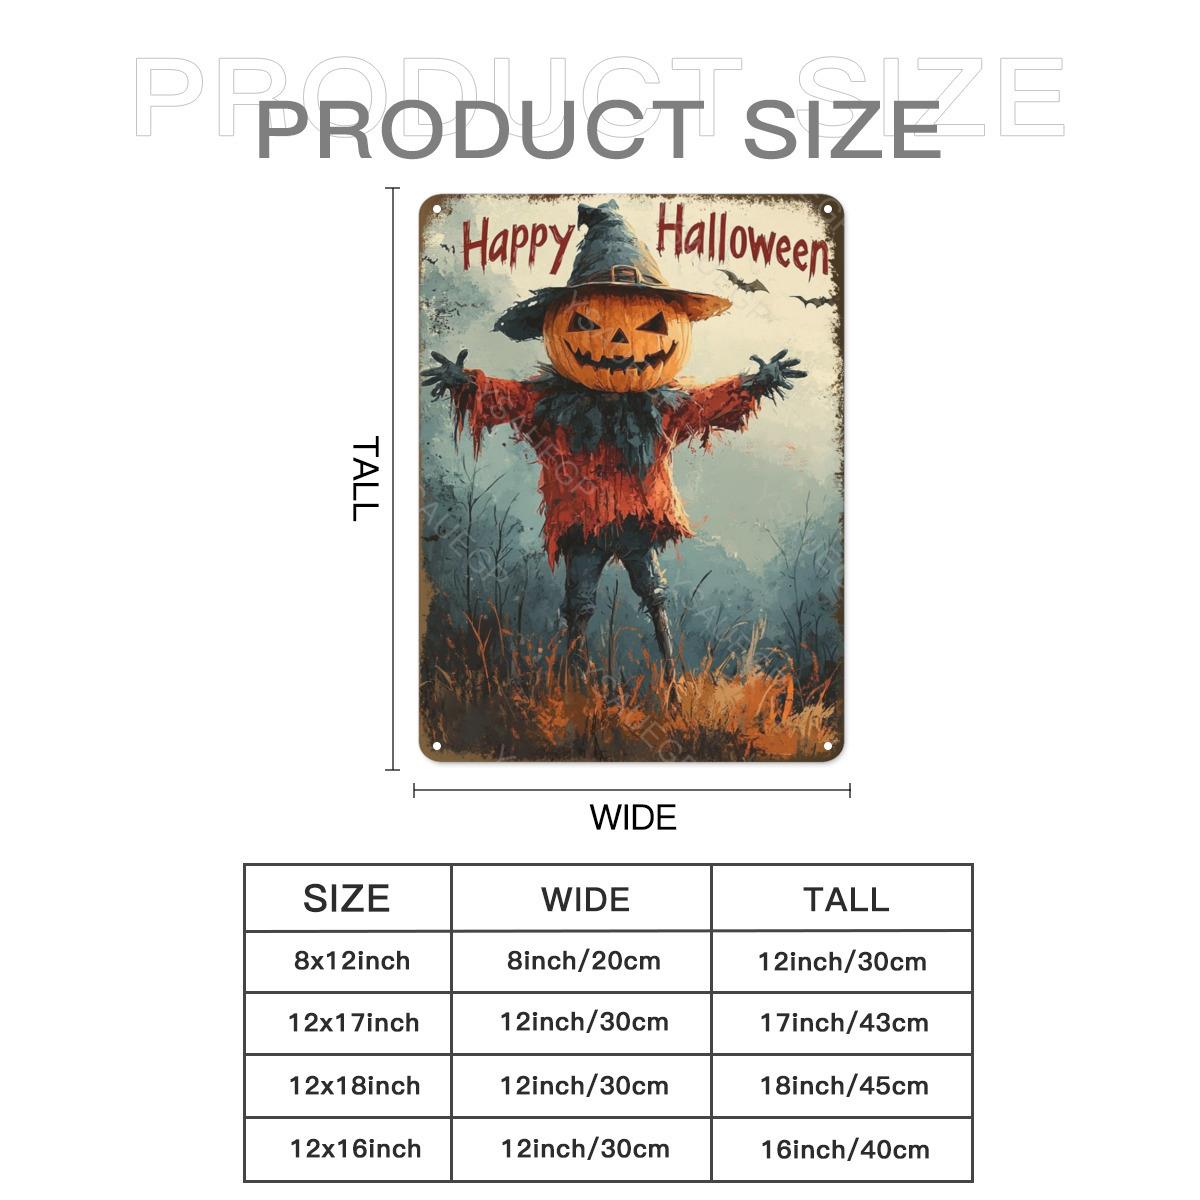 PRODUCT SIZE
PRODUCT SIZE
Happy Halloween
TALL
WIDE
SIZE WIDE TALL
8x12inch 8inch/20cm 12inch/30cm
12x17inch 12inch/30cm 17inch/43cm
12x18inch 12inch/30cm 18inch/45cm
12x16inch 12inch/30cm 16inch/40cm